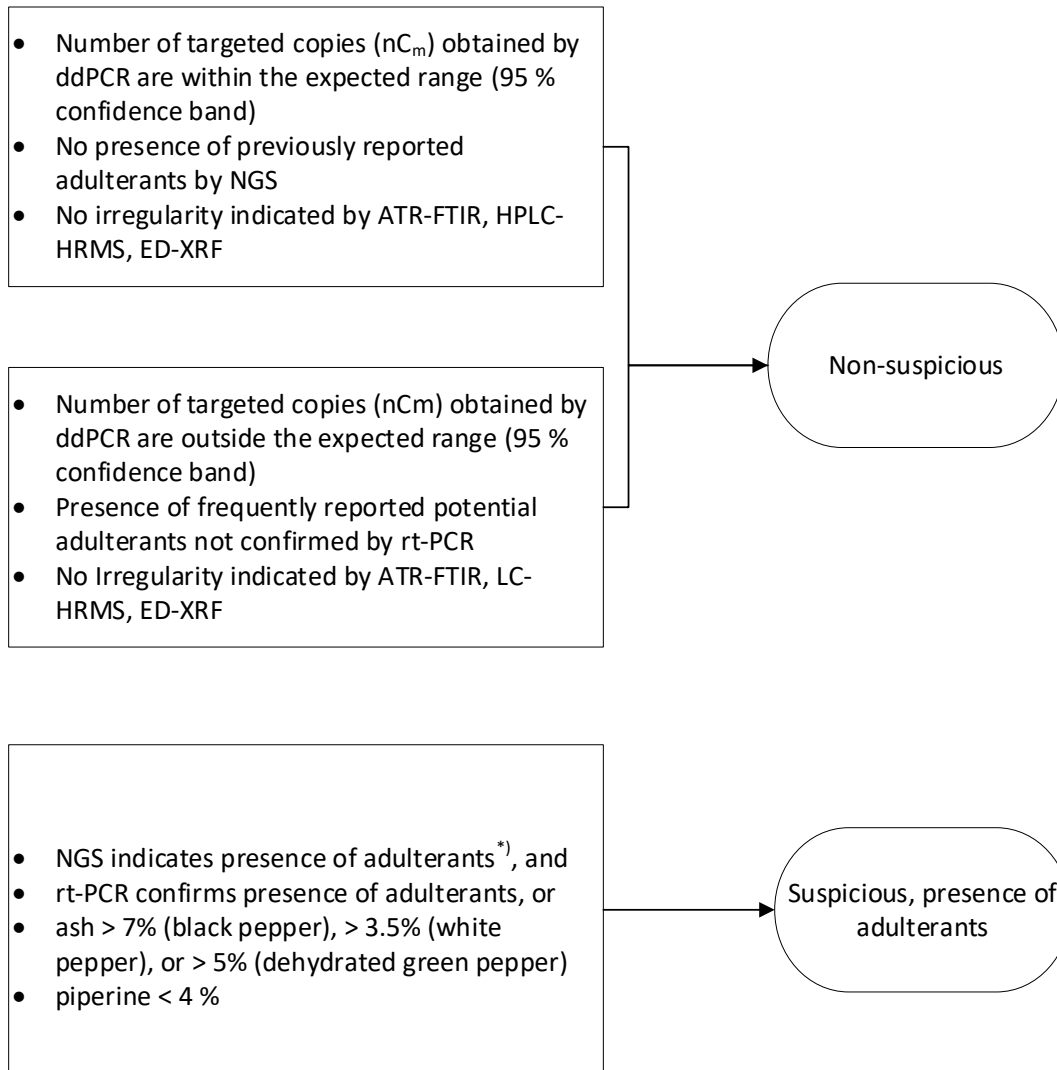 • Number of targeted copies (nCm) obtained by
ddPCR are within the expected range (95 %
confidence band)
• No presence of previously reported
adulterants by NGS
• No irregularity indicated by ATR-FTIR, HPLC-
HRMS, ED-XRF
Non-suspicious
• Number of targeted copies (nCm) obtained by
ddPCR are outside the expected range (95 %
confidence band)
• Presence of frequently reported potential
adulterants not confirmed by rt-PCR
• No Irregularity indicated by ATR-FTIR, LC-
HRMS, ED-XRF
• NGS indicates presence of adulterants*), and
• rt-PCR confirms presence of adulterants, or
• ash > 7% (black pepper), > 3.5% (white
pepper), or > 5% (dehydrated green pepper)
• piperine < 4 %
Suspicious, presence of
adulterants